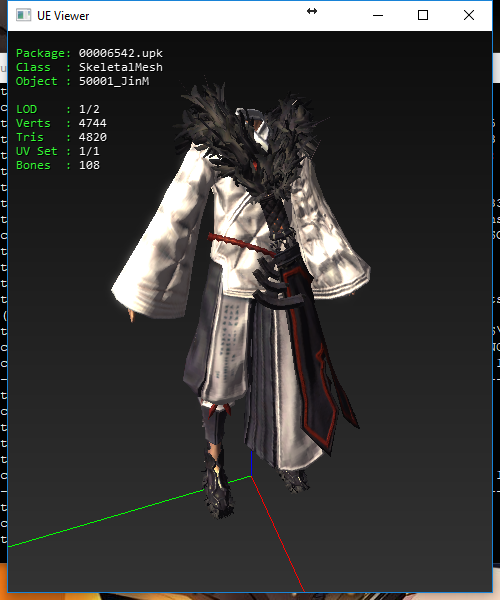 UE Viewer
Package: 00006542.upk
Class : SkeletalMesh
Object : 50001_JinM
LOD : 1/2
Verts : 4744
Tris : 4820
UV Set : 1/1
Bones : 108